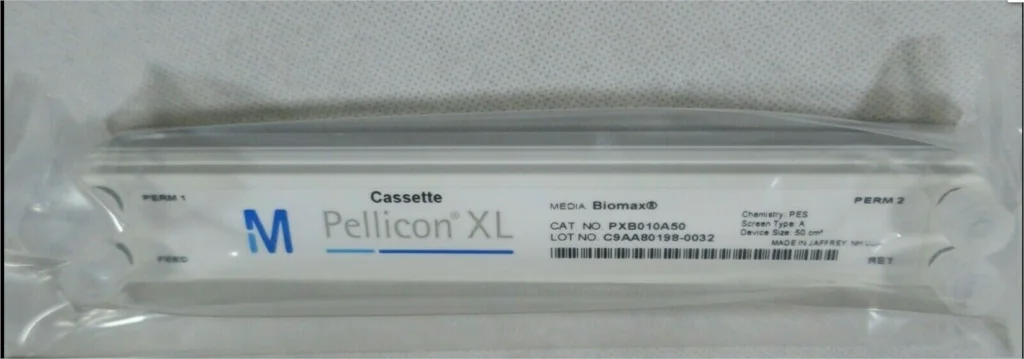 PERM 1
FEED
M
Cassette
Pellicon® XL
MEDIA Biomax®
CAT NO. PXB010A50
LOT NO. C9AA80198-0032
Chemistry: PES
Screen Type: A
Device Size: 50 cm²
MADE IN JAFFREY, NH
PERM 2
RET